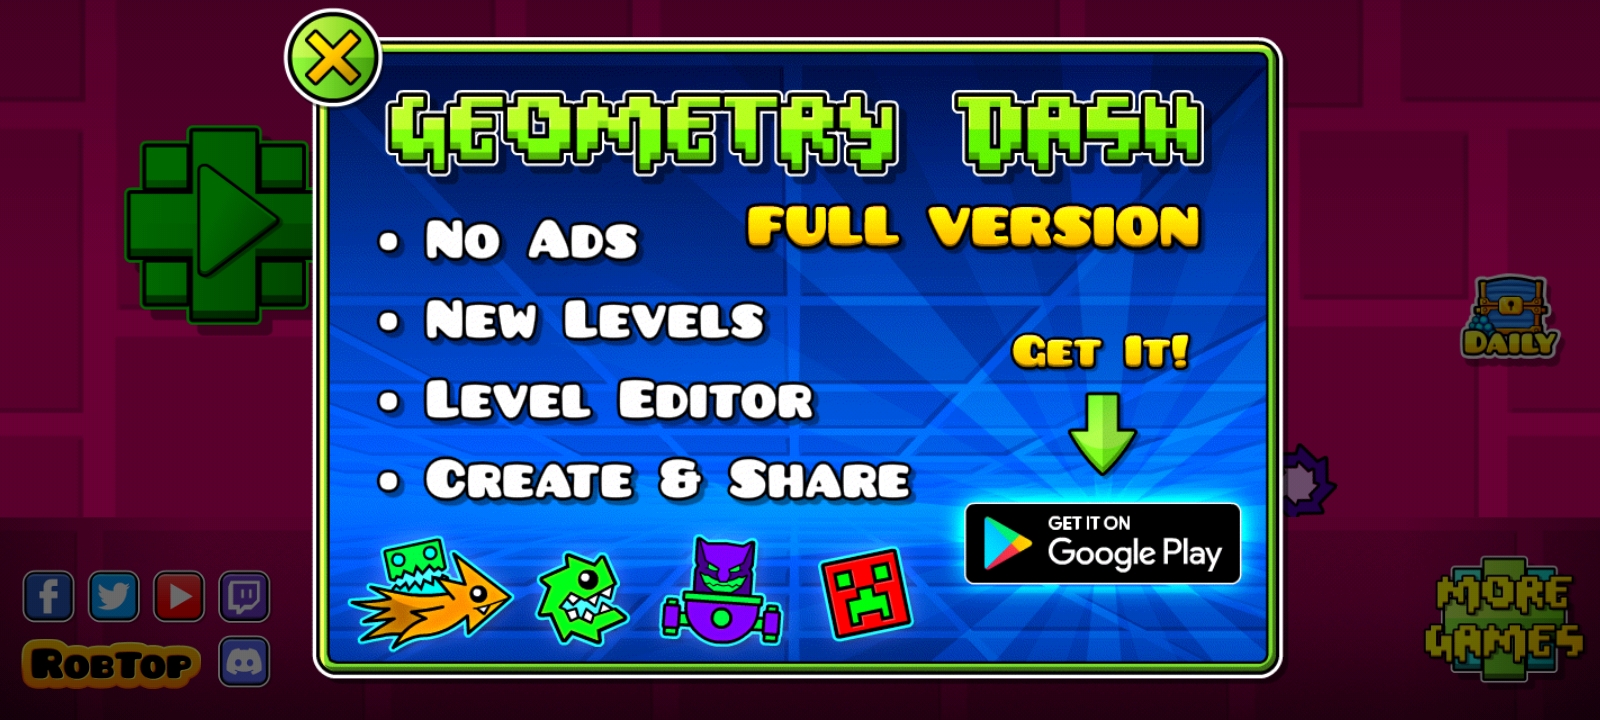 GEOMETRY DASH
FULL VERSION
• No Ads
• New Levels
• Level Editor
• Create & Share
Get It!
GET IT ON
Google Play
DAILY
RobTop
MORE
GAMES